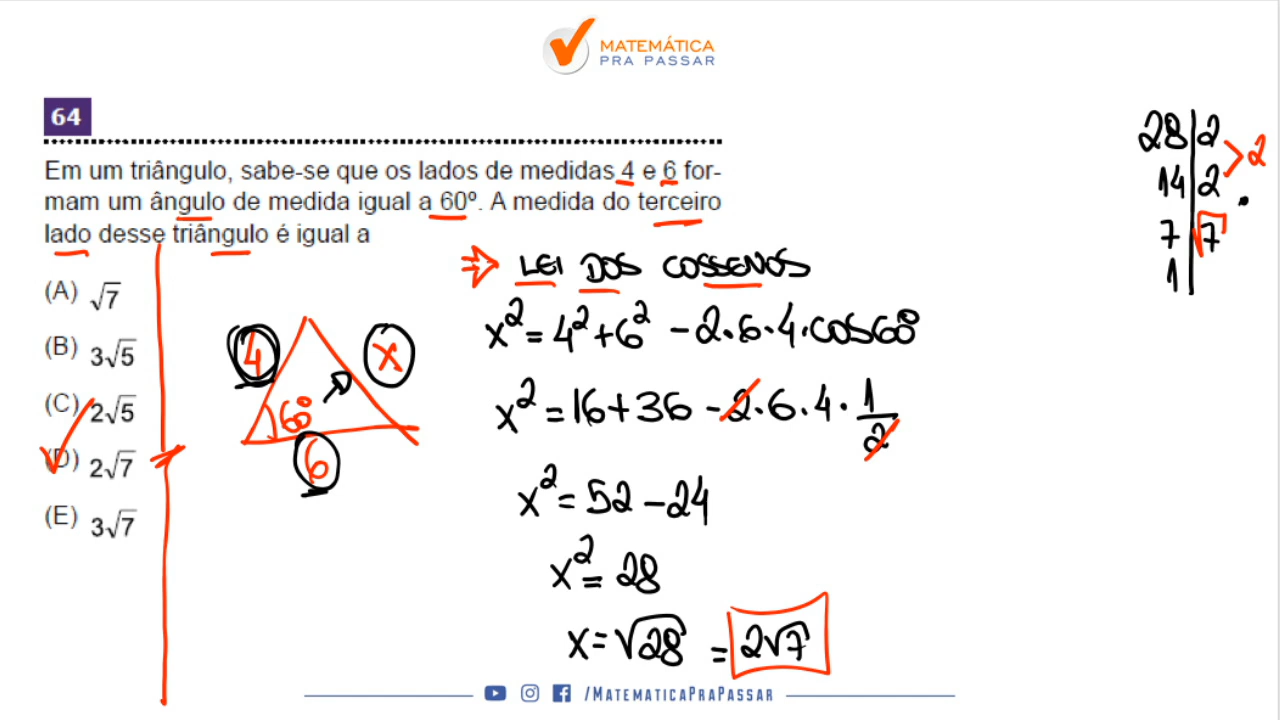 MATEMÁTICA
PRA PASSAR
64
Em um triângulo, sabe-se que os lados de medidas 4 e 6 for-
mam um ângulo de medida igual a 60º. A medida do terceiro
lado desse triângulo é igual a
(A) √7
(B) 3√5
(C) 2√5
(D) 2√7
(E) 3√7
4
x
60°
6
⇒ LEI DOS COSSENOS
x² = 4² + 6² - 2·6·4·cos60°
x² = 16 + 36 - 2·6·4·1/2
x² = 52 - 24
x² = 28
x = √28 = 2√7
28|2
14|2 > 2
7|√7
1|
/MATEMATICAPRAPASSAR